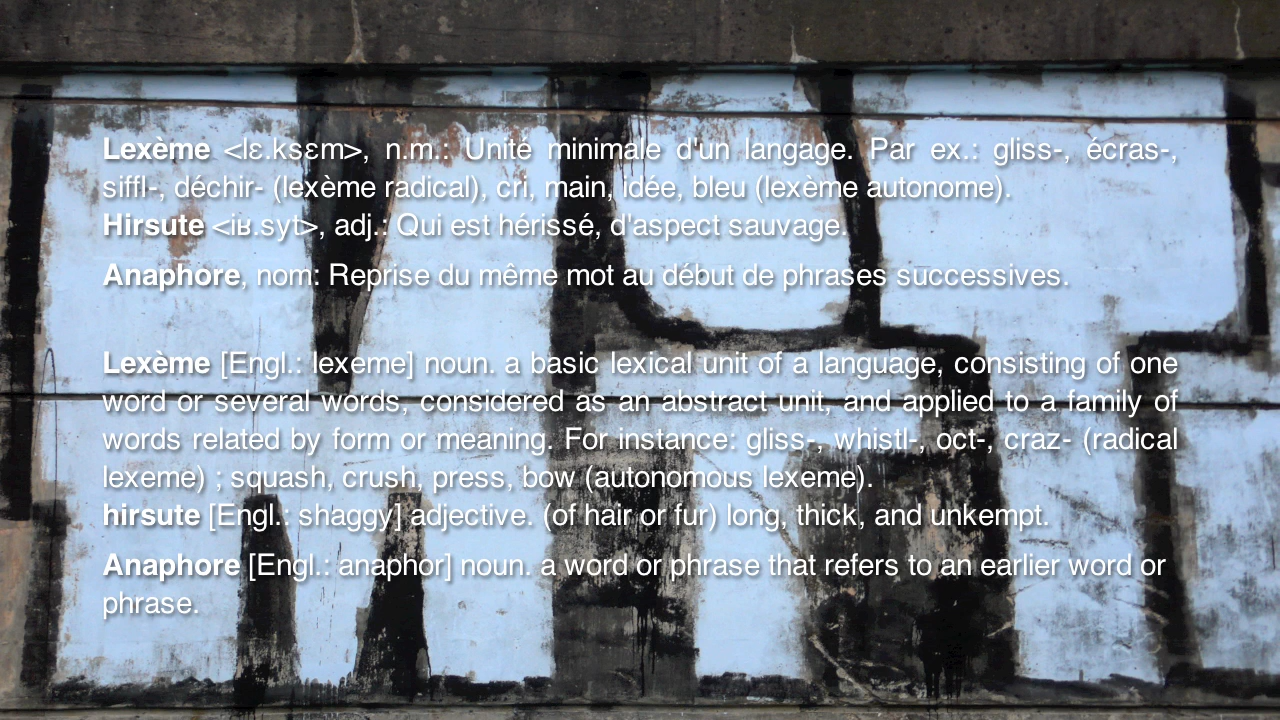 Lexème <lɛ.ksɛm>, n.m.: Unité minimale d'un langage. Par ex.: gliss-, écras-,
siffl-, déchir- (lexème radical), cri, main, idée, bleu (lexème autonome).
Hirsute <iʁ.syt>, adj.: Qui est hérissé, d'aspect sauvage.
Anaphore, nom: Reprise du même mot au début de phrases successives.
Lexème [Engl.: lexeme] noun. a basic lexical unit of a language, consisting of one
word or several words, considered as an abstract unit, and applied to a family of
words related by form or meaning. For instance: gliss-, whistl-, oct-, craz- (radical
lexeme) ; squash, crush, press, bow (autonomous lexeme).
hirsute [Engl.: shaggy] adjective. (of hair or fur) long, thick, and unkempt.
Anaphore [Engl.: anaphor] noun. a word or phrase that refers to an earlier word or
phrase.